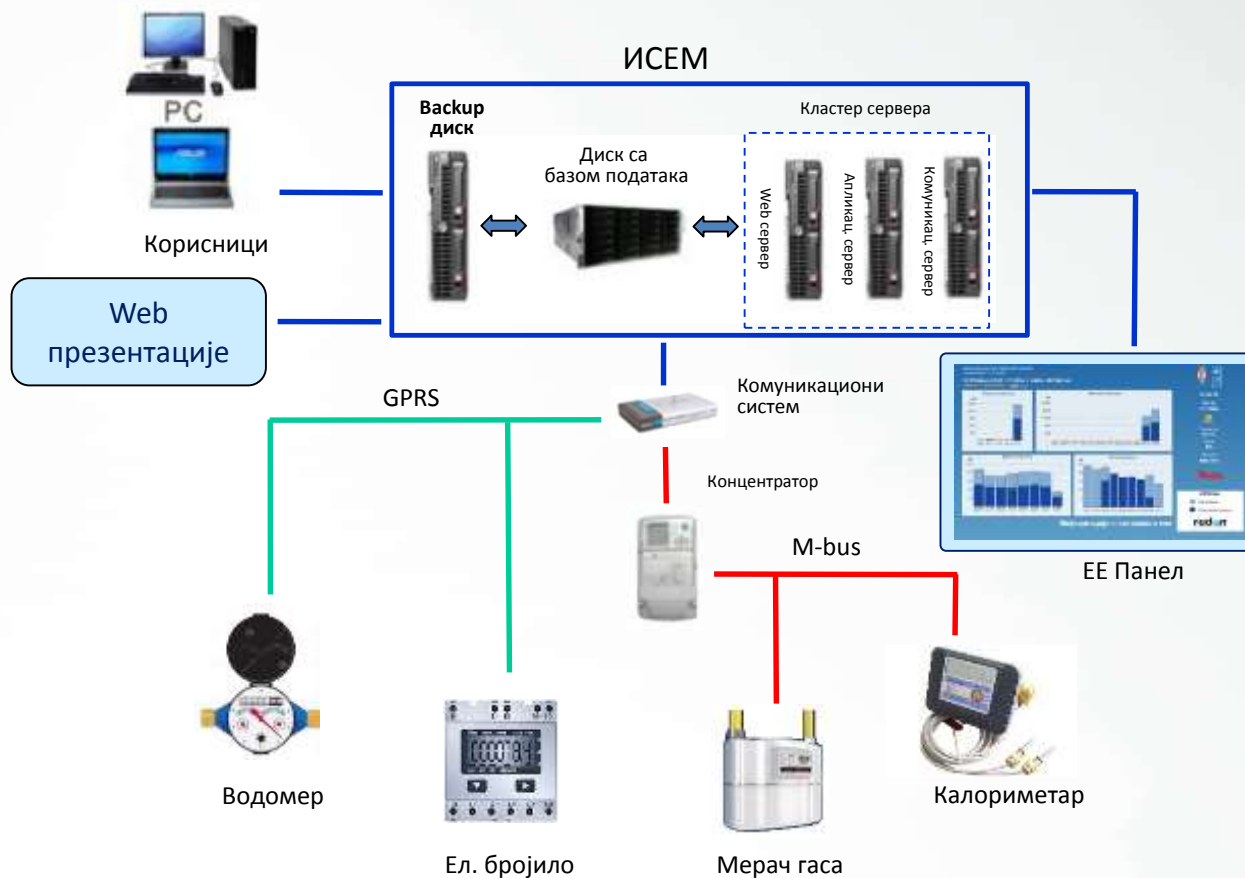 ИСЕМ
PC
Backup
диск
Кластер сервера
Диск са
базом података
Web сервер
Апликац. сервер
Комуникац. сервер
Корисници
Web
презентације
GPRS
Комуникациони
систем
Концентратор
M-bus
ЕЕ Панел
Водомер
Калориметар
Ел. бројило
Мерач гаса